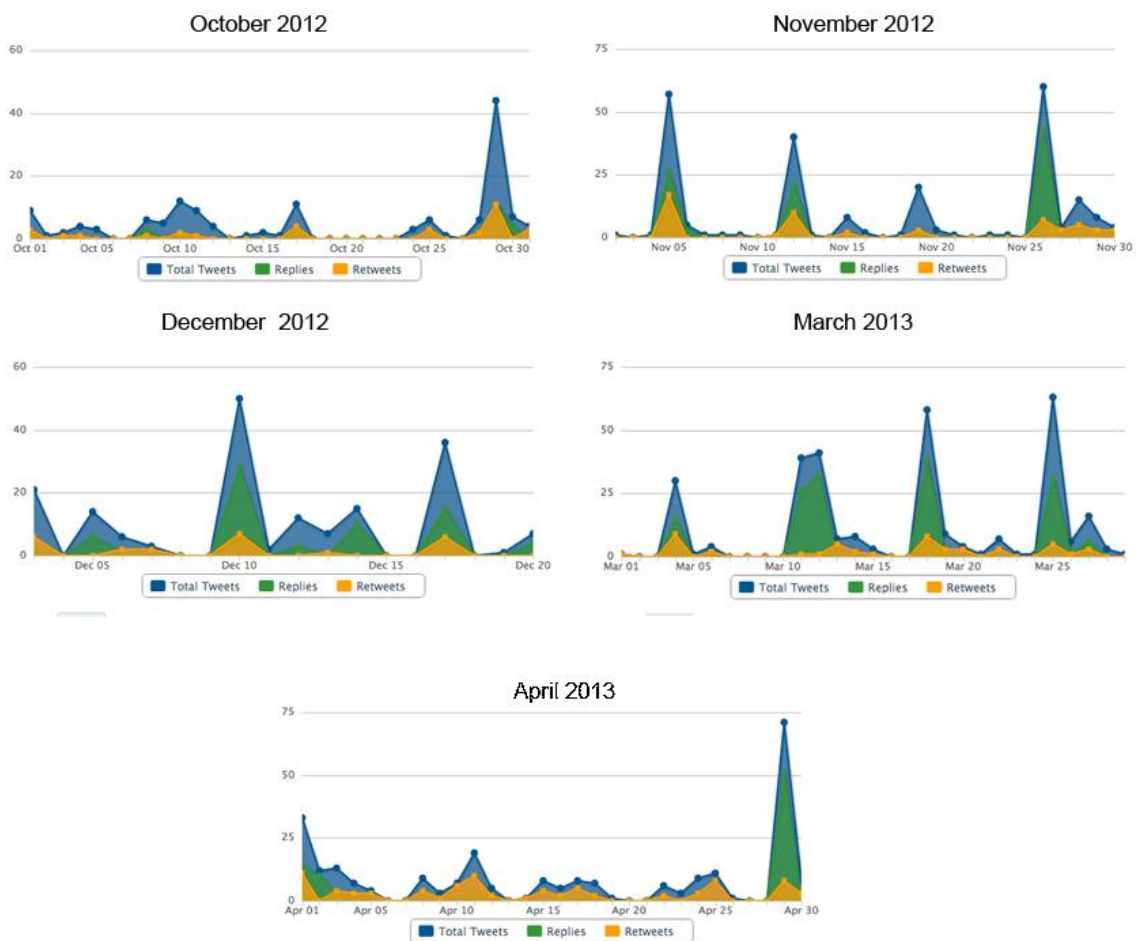 October 2012
60
40
20
0
Oct 01 Oct 05 Oct 10 Oct 15 Oct 20 Oct 25 Oct 30
Total Tweets Replies Retweets
November 2012
75
50
25
0
Nov 05 Nov 10 Nov 15 Nov 20 Nov 25 Nov 30
Total Tweets Replies Retweets
December 2012
60
40
20
0
Dec 05 Dec 10 Dec 15 Dec 20
Total Tweets Replies Retweets
March 2013
75
50
25
0
Mar 01 Mar 05 Mar 10 Mar 15 Mar 20 Mar 25
Total Tweets Replies Retweets
April 2013
75
50
25
0
Apr 01 Apr 05 Apr 10 Apr 15 Apr 20 Apr 25 Apr 30
Total Tweets Replies Retweets